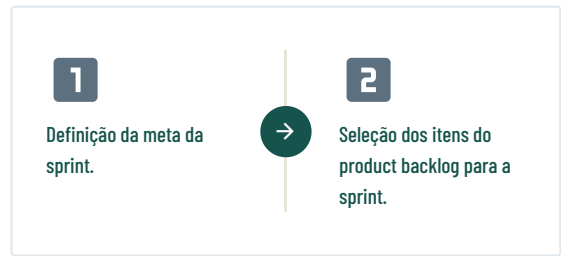 1
Definição da meta da
sprint.
2
Seleção dos itens do
product backlog para a
sprint.